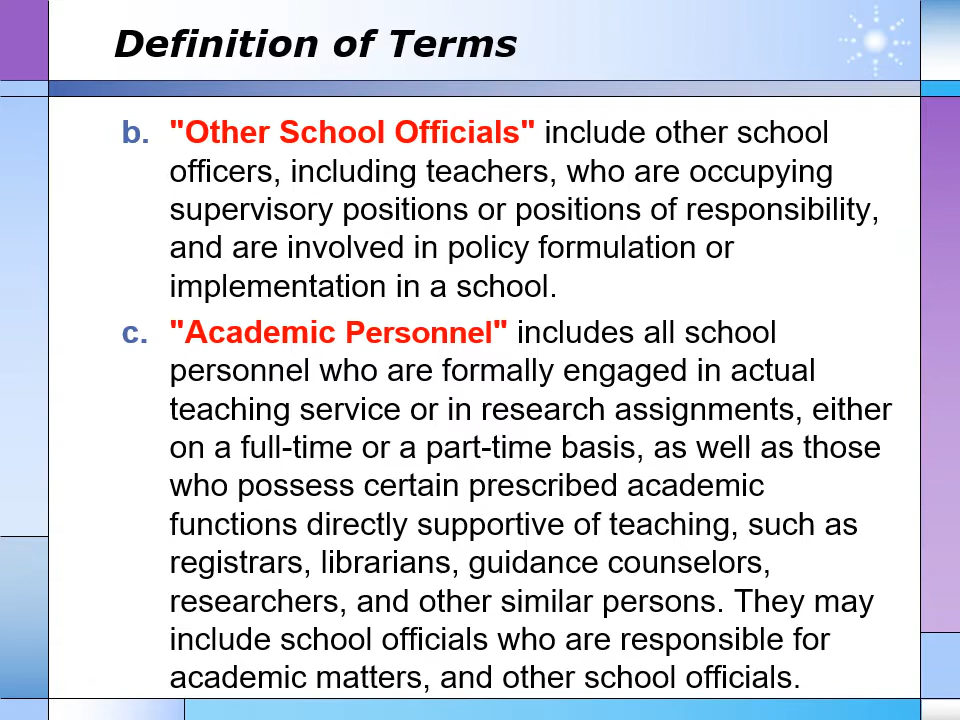 Definition of Terms
b. "Other School Officials" include other school
officers, including teachers, who are occupying
supervisory positions or positions of responsibility,
and are involved in policy formulation or
implementation in a school.
c. "Academic Personnel" includes all school
personnel who are formally engaged in actual
teaching service or in research assignments, either
on a full-time or a part-time basis, as well as those
who possess certain prescribed academic
functions directly supportive of teaching, such as
registrars, librarians, guidance counselors,
researchers, and other similar persons. They may
include school officials who are responsible for
academic matters, and other school officials.